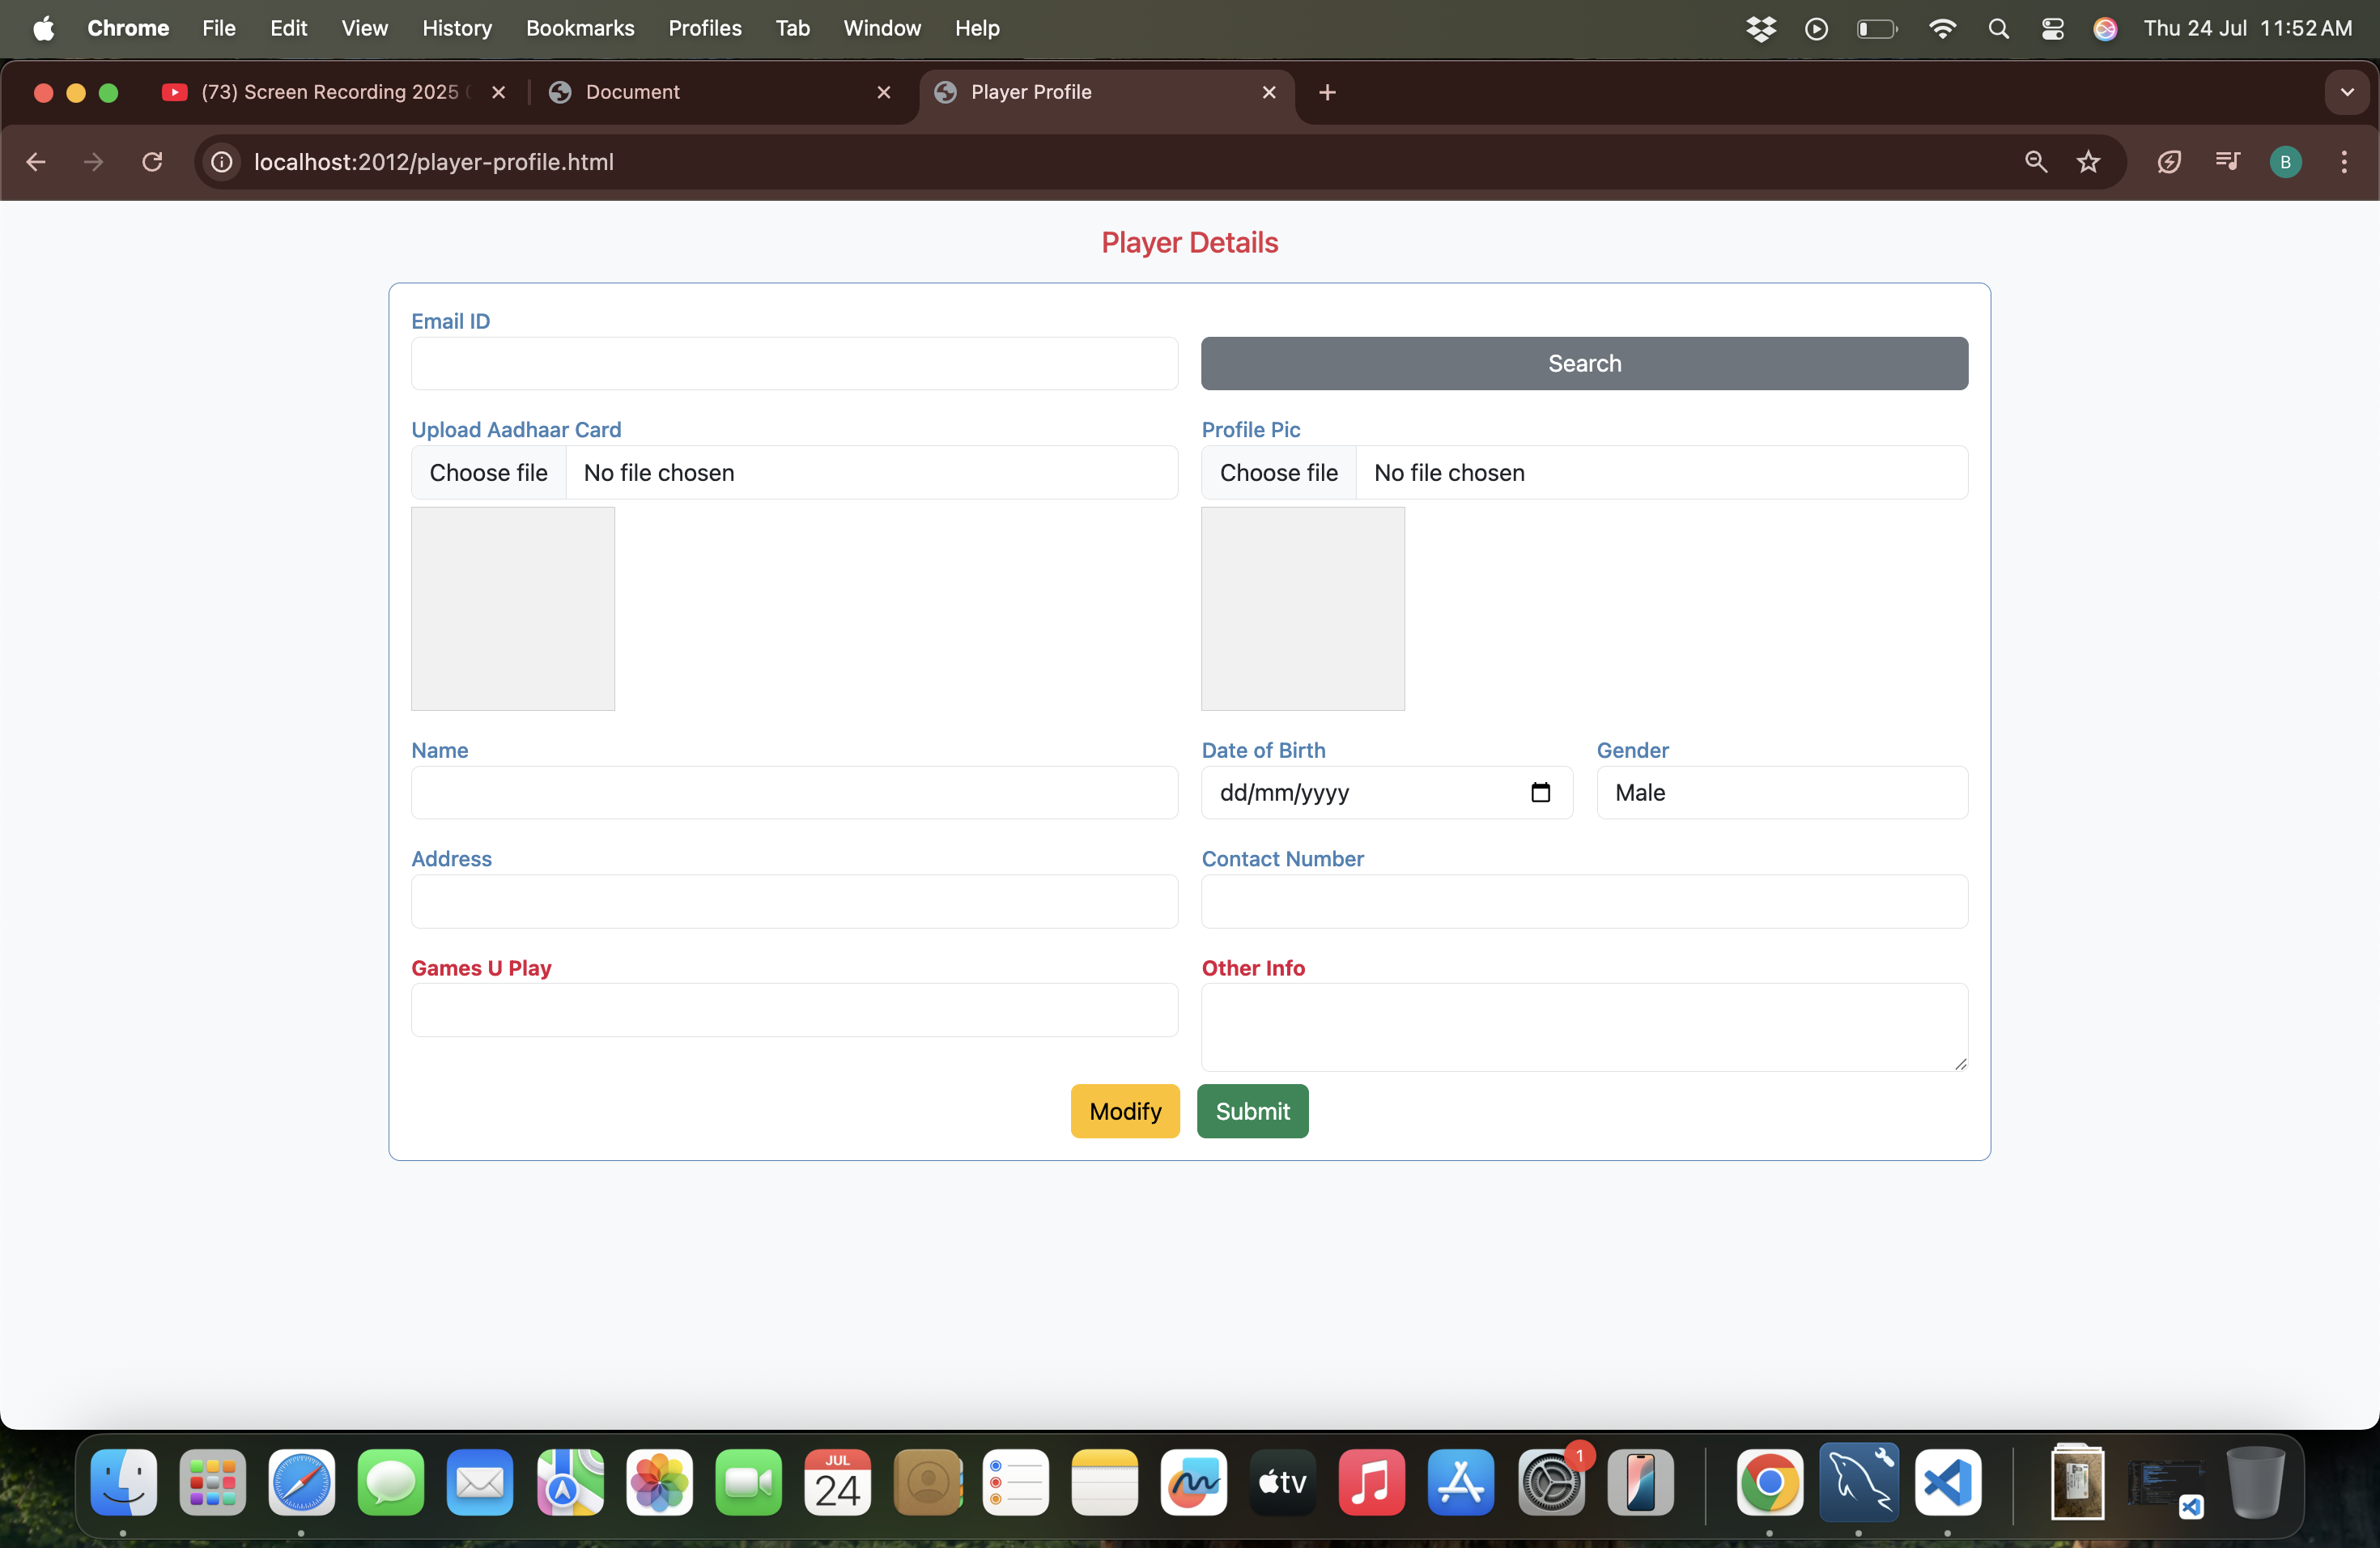 Chrome File Edit View History Bookmarks Profiles Tab Window Help Thu 24 Jul 11:52 AM
(73) Screen Recording 2025 Document Player Profile
localhost:2012/player-profile.html B
Player Details
Email ID
Search
Upload Aadhaar Card Profile Pic
Choose file No file chosen Choose file No file chosen
Name Date of Birth Gender
dd/mm/yyyy Male
Address Contact Number
Games U Play Other Info
Modify Submit
JUL
24
tv
1